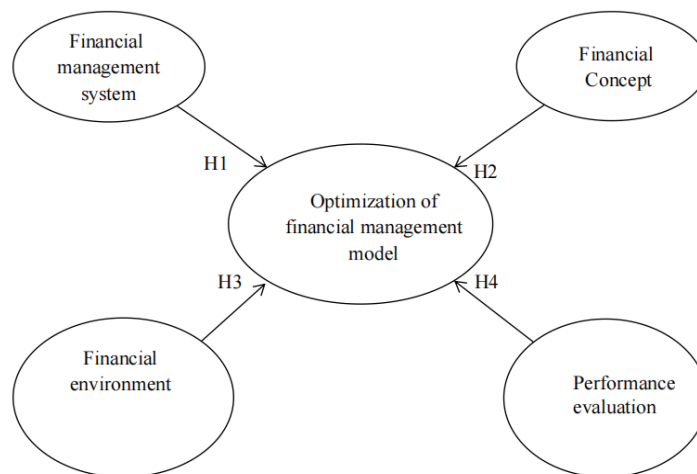 Financial
management
system
Financial
Concept
H1
H2
Optimization of
financial management
model
H3
H4
Financial
environment
Performance
evaluation